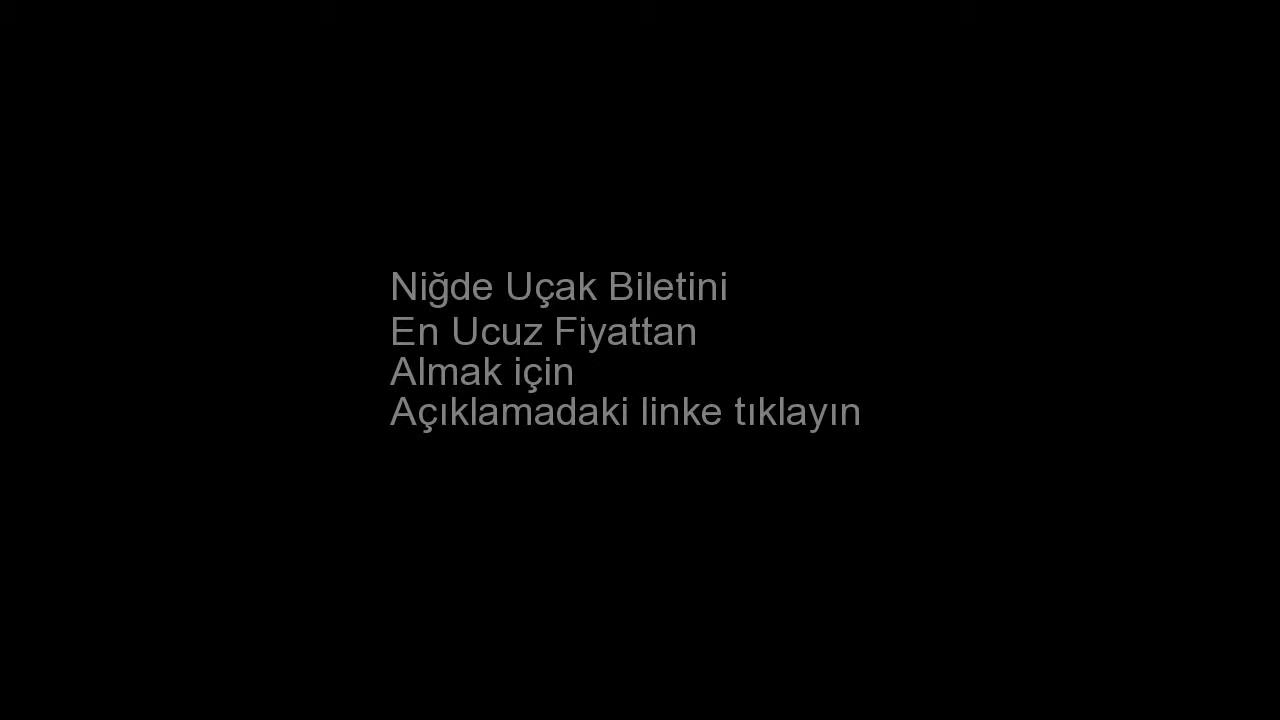 Niğde Uçak Biletini
En Ucuz Fiyattan
Almak için
Açıklamadaki linke tıklayın